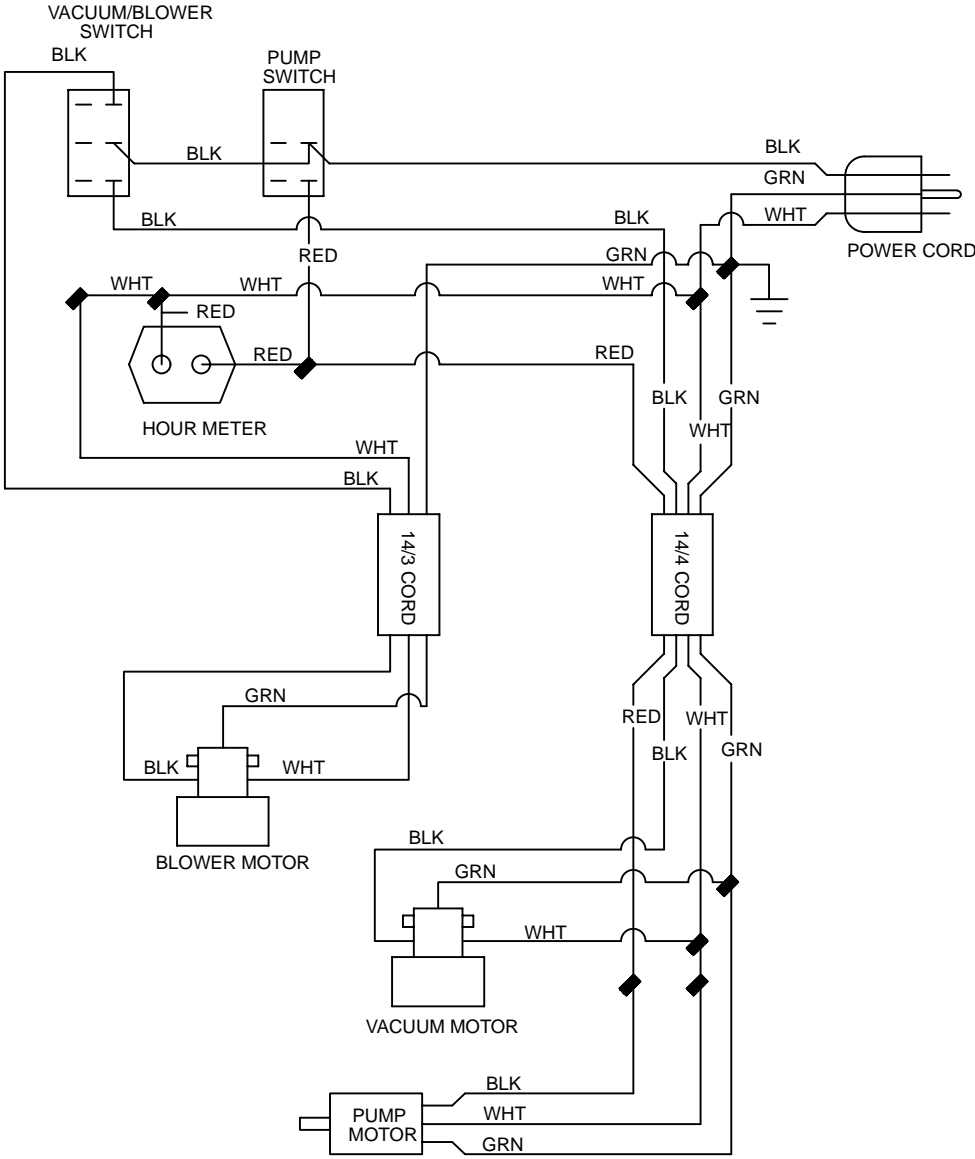 VACUUM/BLOWER
SWITCH
BLK
PUMP
SWITCH
BLK
BLK
GRN
WHT
POWER CORD
BLK
BLK
RED
GRN
WHT
WHT
WHT
RED
RED
RED
HOUR METER
BLK
GRN
WHT
WHT
BLK
14/3 CORD
14/4 CORD
GRN
RED
WHT
BLK
GRN
BLK
WHT
BLOWER MOTOR
BLK
GRN
WHT
VACUUM MOTOR
BLK
PUMP
MOTOR
WHT
GRN